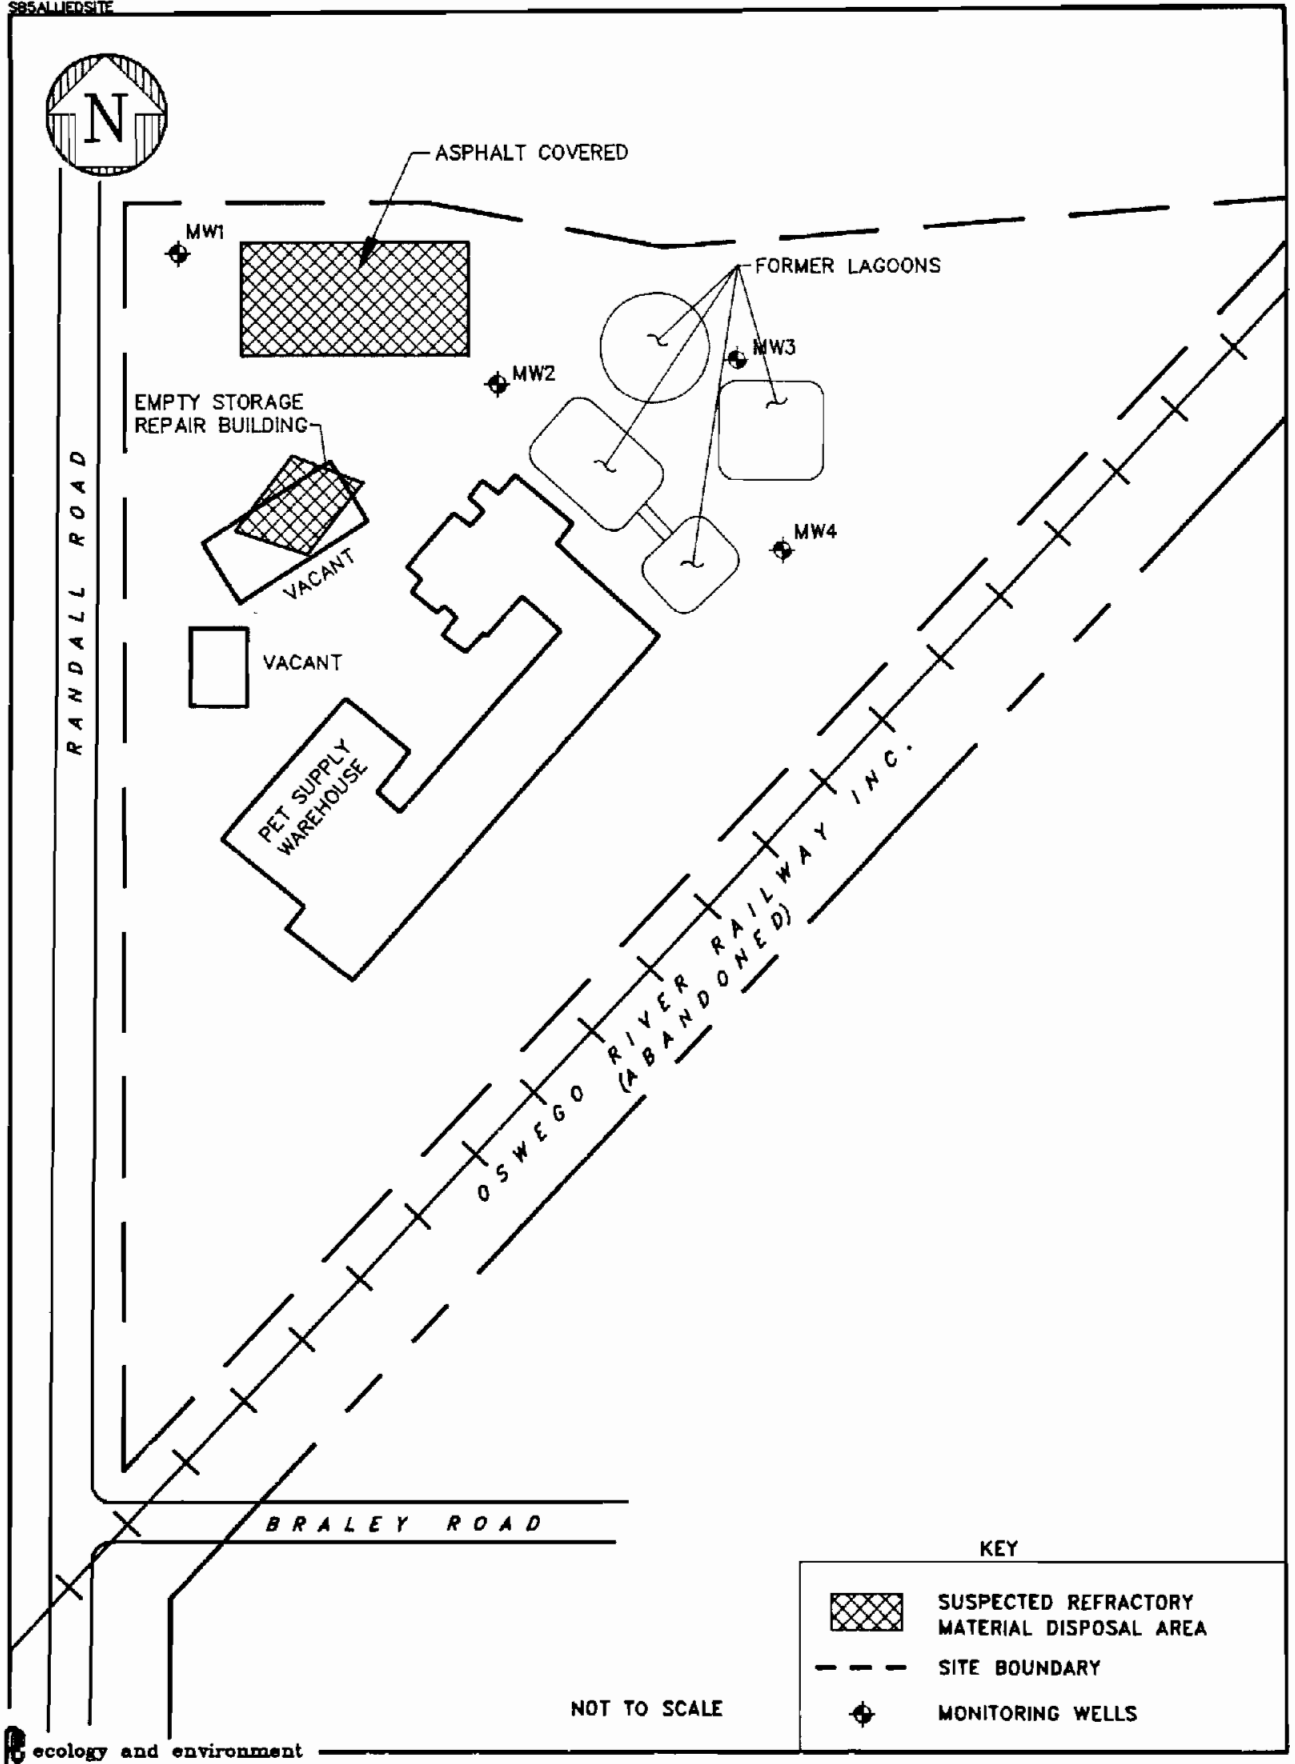 S85ALLIEDSITE
N
ASPHALT COVERED
MW1
FORMER LAGOONS
MW3
MW2
EMPTY STORAGE
REPAIR BUILDING
RANDALL ROAD
MW4
VACANT
VACANT
PET SUPPLY
WAREHOUSE
OSWEGO RIVER RAILWAY INC.
(ABANDONED)
BRALEY ROAD
KEY
SUSPECTED REFRACTORY
MATERIAL DISPOSAL AREA
SITE BOUNDARY
MONITORING WELLS
NOT TO SCALE
ecology and environment